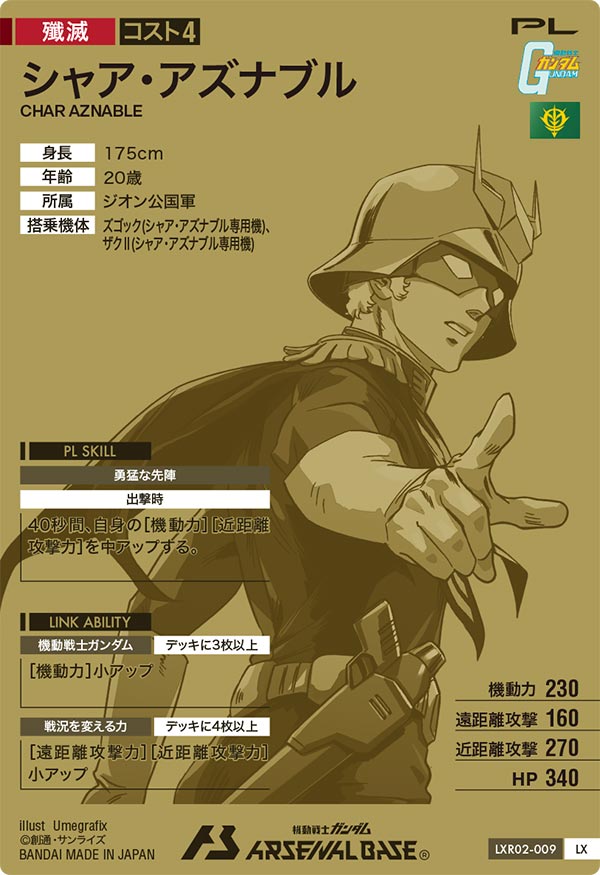 殲滅 コスト4 PL
シャア・アズナブル
CHAR AZNABLE
機動戦士
ガンダム
GUNDAM
身長 175cm
年齢 20歳
所属 ジオン公国軍
搭乗機体 ズゴック(シャア・アズナブル専用機)、
ザクⅡ(シャア・アズナブル専用機)
PL SKILL
勇猛な先陣
出撃時
40秒間、自身の[機動力][近距離
攻撃力]を中アップする。
LINK ABILITY
機動戦士ガンダム デッキに3枚以上
[機動力]小アップ
戦況を変える力 デッキに4枚以上
[遠距離攻撃力][近距離攻撃力]
小アップ
機動力 230
遠距離攻撃 160
近距離攻撃 270
HP 340
illust Umegrafix
©創通・サンライズ
BANDAI MADE IN JAPAN
機動戦士ガンダム
AB ARSENAL BASE®
LXR02-009 LX